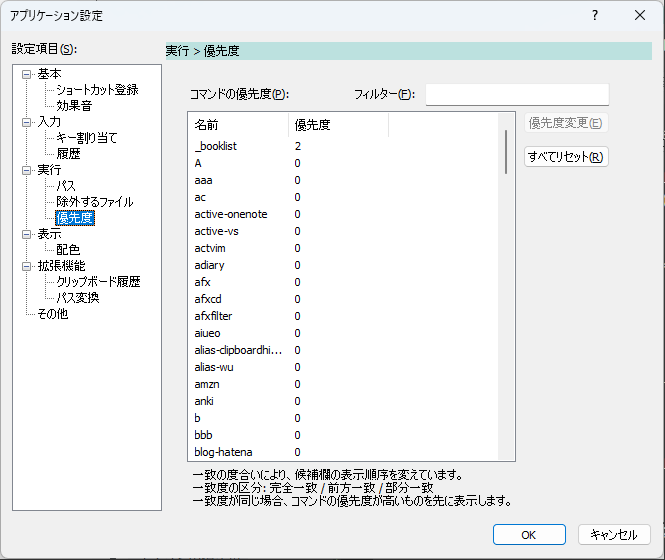 アプリケーション設定
設定項目(S):
基本
ショートカット登録
効果音
入力
キー割り当て
履歴
実行
パス
除外するファイル
優先度
表示
配色
拡張機能
クリップボード履歴
パス変換
その他
実行 > 優先度
コマンドの優先度(P): フィルター(F):
名前 優先度
_booklist 2
A 0
aaa 0
ac 0
active-onenote 0
active-vs 0
actvim 0
adiary 0
afx 0
afxcd 0
afxfilter 0
aiueo 0
alias-clipboardhi... 0
alias-wu 0
amzn 0
anki 0
b 0
bbb 0
blog-hatena 0
優先度変更(E)
すべてリセット(R)
一致の度合いにより、候補欄の表示順序を変えています。
一致度の区分: 完全一致 / 前方一致 / 部分一致
一致度が同じ場合、コマンドの優先度が高いものを先に表示します。
OK キャンセル